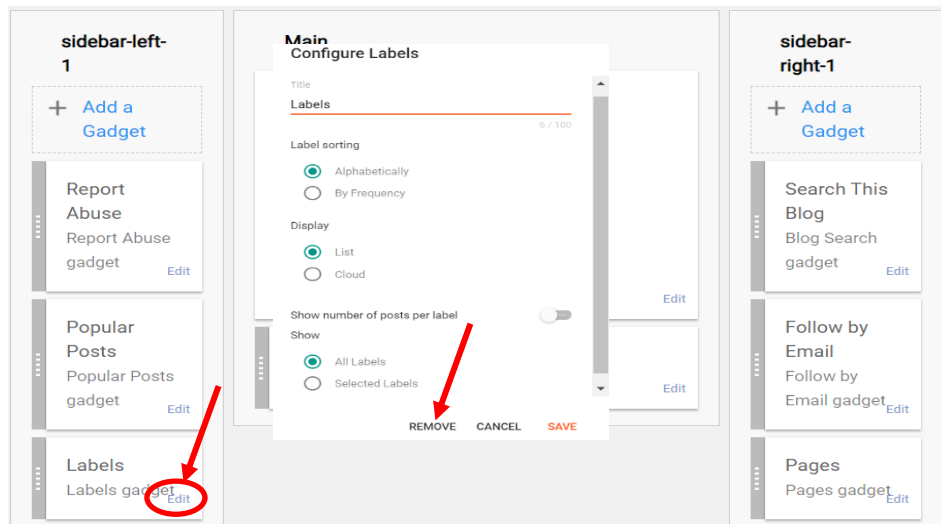 sidebar-left-
1
Add a
Gadget
Report
Abuse
Report Abuse
gadget
Edit
Popular
Posts
Popular Posts
gadget
Edit
Labels
Labels gadget
Edit
Main
Configure Labels
Title
Labels
6 / 100
Label sorting
Alphabetically
By Frequency
Display
List
Cloud
Show number of posts per label
Show
All Labels
Selected Labels
REMOVE CANCEL SAVE
Edit
Edit
sidebar-
right-1
Add a
Gadget
Search This
Blog
Blog Search
gadget
Edit
Follow by
Email
Follow by
Email gadget
Edit
Pages
Pages gadget
Edit